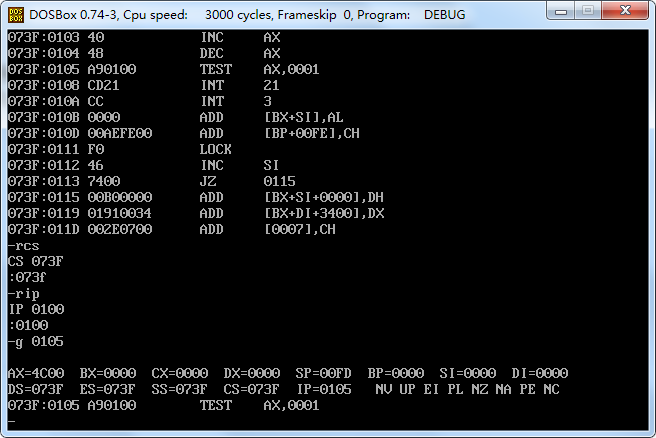 DOS
BOX
DOSBox 0.74-3, Cpu speed:    3000 cycles, Frameskip  0, Program:    DEBUG
073F:0103 40            INC     AX
073F:0104 48            DEC     AX
073F:0105 A90100        TEST    AX,0001
073F:0108 CD21          INT     21
073F:010A CC            INT     3
073F:010B 0000          ADD     [BX+SI],AL
073F:010D 00AEFE00      ADD     [BP+00FE],CH
073F:0111 F0            LOCK
073F:0112 46            INC     SI
073F:0113 7400          JZ      0115
073F:0115 00B00000      ADD     [BX+SI+0000],DH
073F:0119 01910034      ADD     [BX+DI+3400],DX
073F:011D 002E0700      ADD     [0007],CH
-rcs
CS 073F
:073f
-rip
IP 0100
:0100
-g 0105
AX=4C00  BX=0000  CX=0000  DX=0000  SP=00FD  BP=0000  SI=0000  DI=0000
DS=073F  ES=073F  SS=073F  CS=073F  IP=0105   NV UP EI PL NZ NA PE NC
073F:0105 A90100        TEST    AX,0001
-